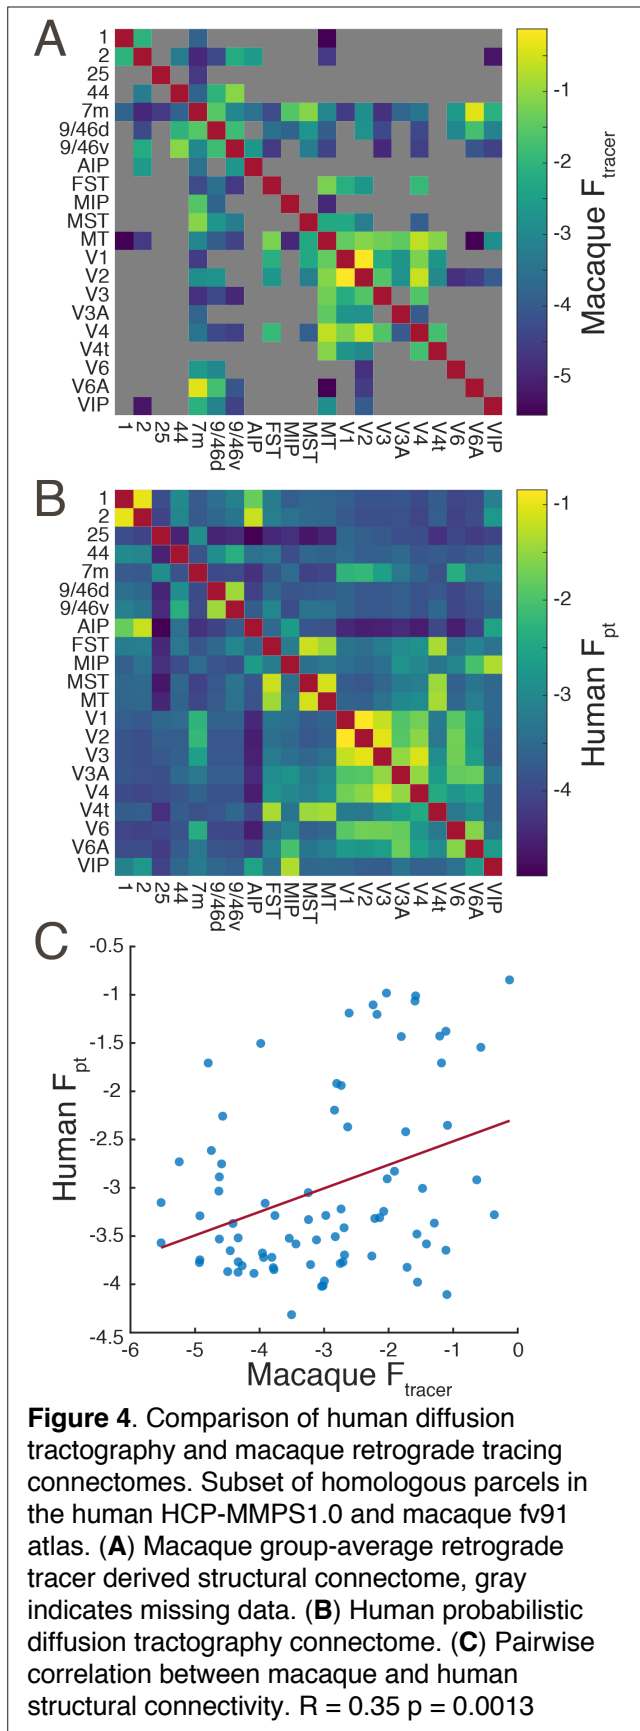 A
1
2
25
44
7m
9/46d
9/46v
AIP
FST
MIP
MST
MT
V1
V2
V3
V3A
V4
V4t
V6
V6A
VIP
1
2
25
44
7m
9/46d
9/46v
AIP
FST
MIP
MST
MT
V1
V2
V3
V3A
V4
V4t
V6
V6A
VIP
-1
-2
-3
-4
-5
Macaque F tracer
B
1
2
25
44
7m
9/46d
9/46v
AIP
FST
MIP
MST
MT
V1
V2
V3
V3A
V4
V4t
V6
V6A
VIP
1
2
25
44
7m
9/46d
9/46v
AIP
FST
MIP
MST
MT
V1
V2
V3
V3A
V4
V4t
V6
V6A
VIP
-1
-2
-3
-4
Human F pt
C
-0.5
-1
-1.5
-2
-2.5
-3
-3.5
-4
-4.5
Human F pt
-6
-5
-4
-3
-2
-1
0
Macaque F tracer
Figure 4. Comparison of human diffusion
tractography and macaque retrograde tracing
connectomes. Subset of homologous parcels in
the human HCP-MMPS1.0 and macaque fv91
atlas. (A) Macaque group-average retrograde
tracer derived structural connectome, gray
indicates missing data. (B) Human probabilistic
diffusion tractography connectome. (C) Pairwise
correlation between macaque and human
structural connectivity. R = 0.35 p = 0.0013